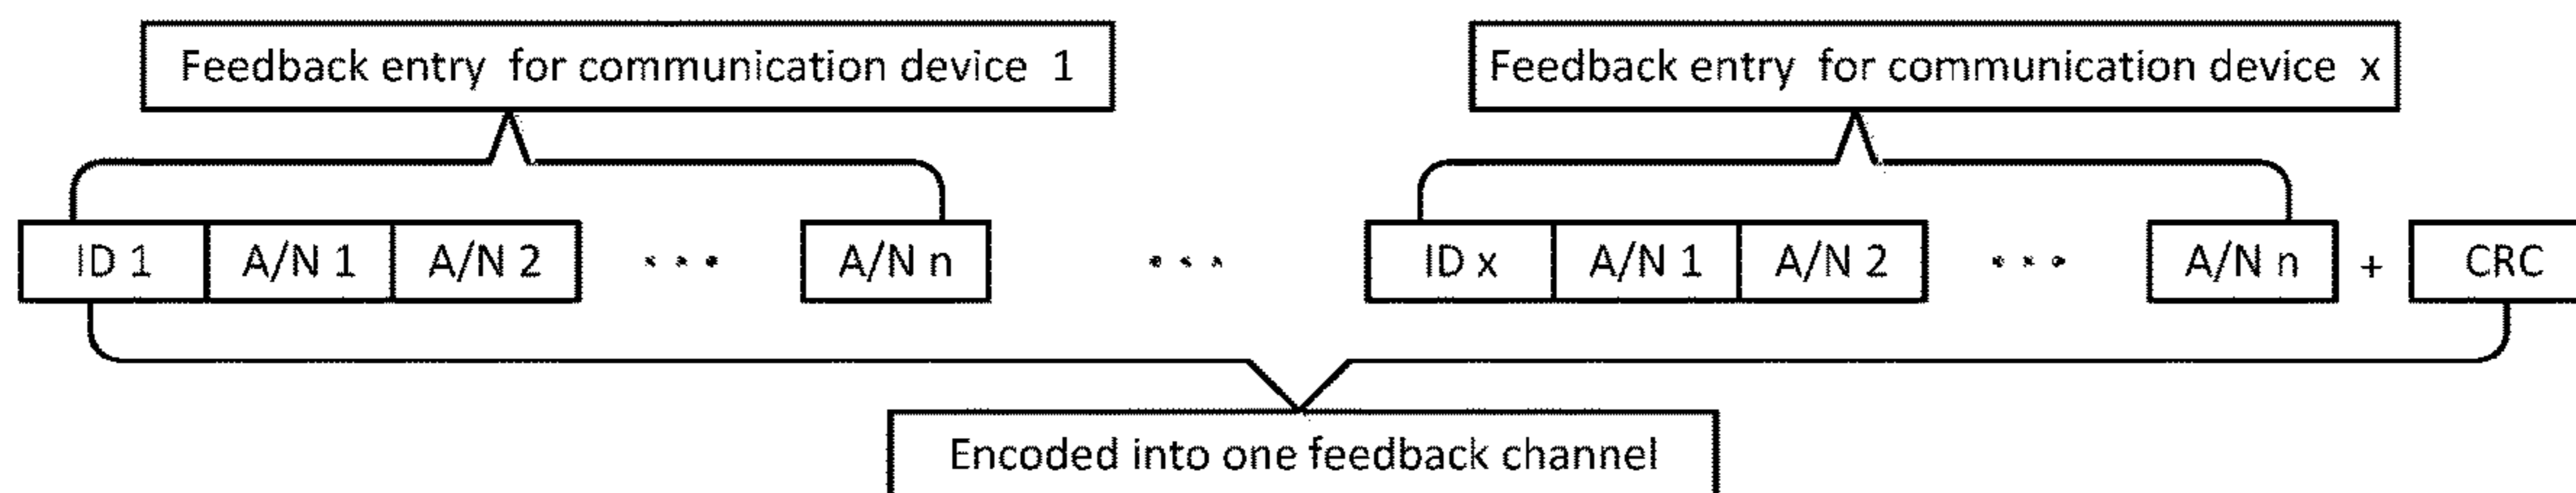 Feedback entry for communication device 1
Feedback entry for communication device x
ID 1 A/N 1 A/N 2 ... A/N n ... ID x A/N 1 A/N 2 ... A/N n + CRC
Encoded into one feedback channel